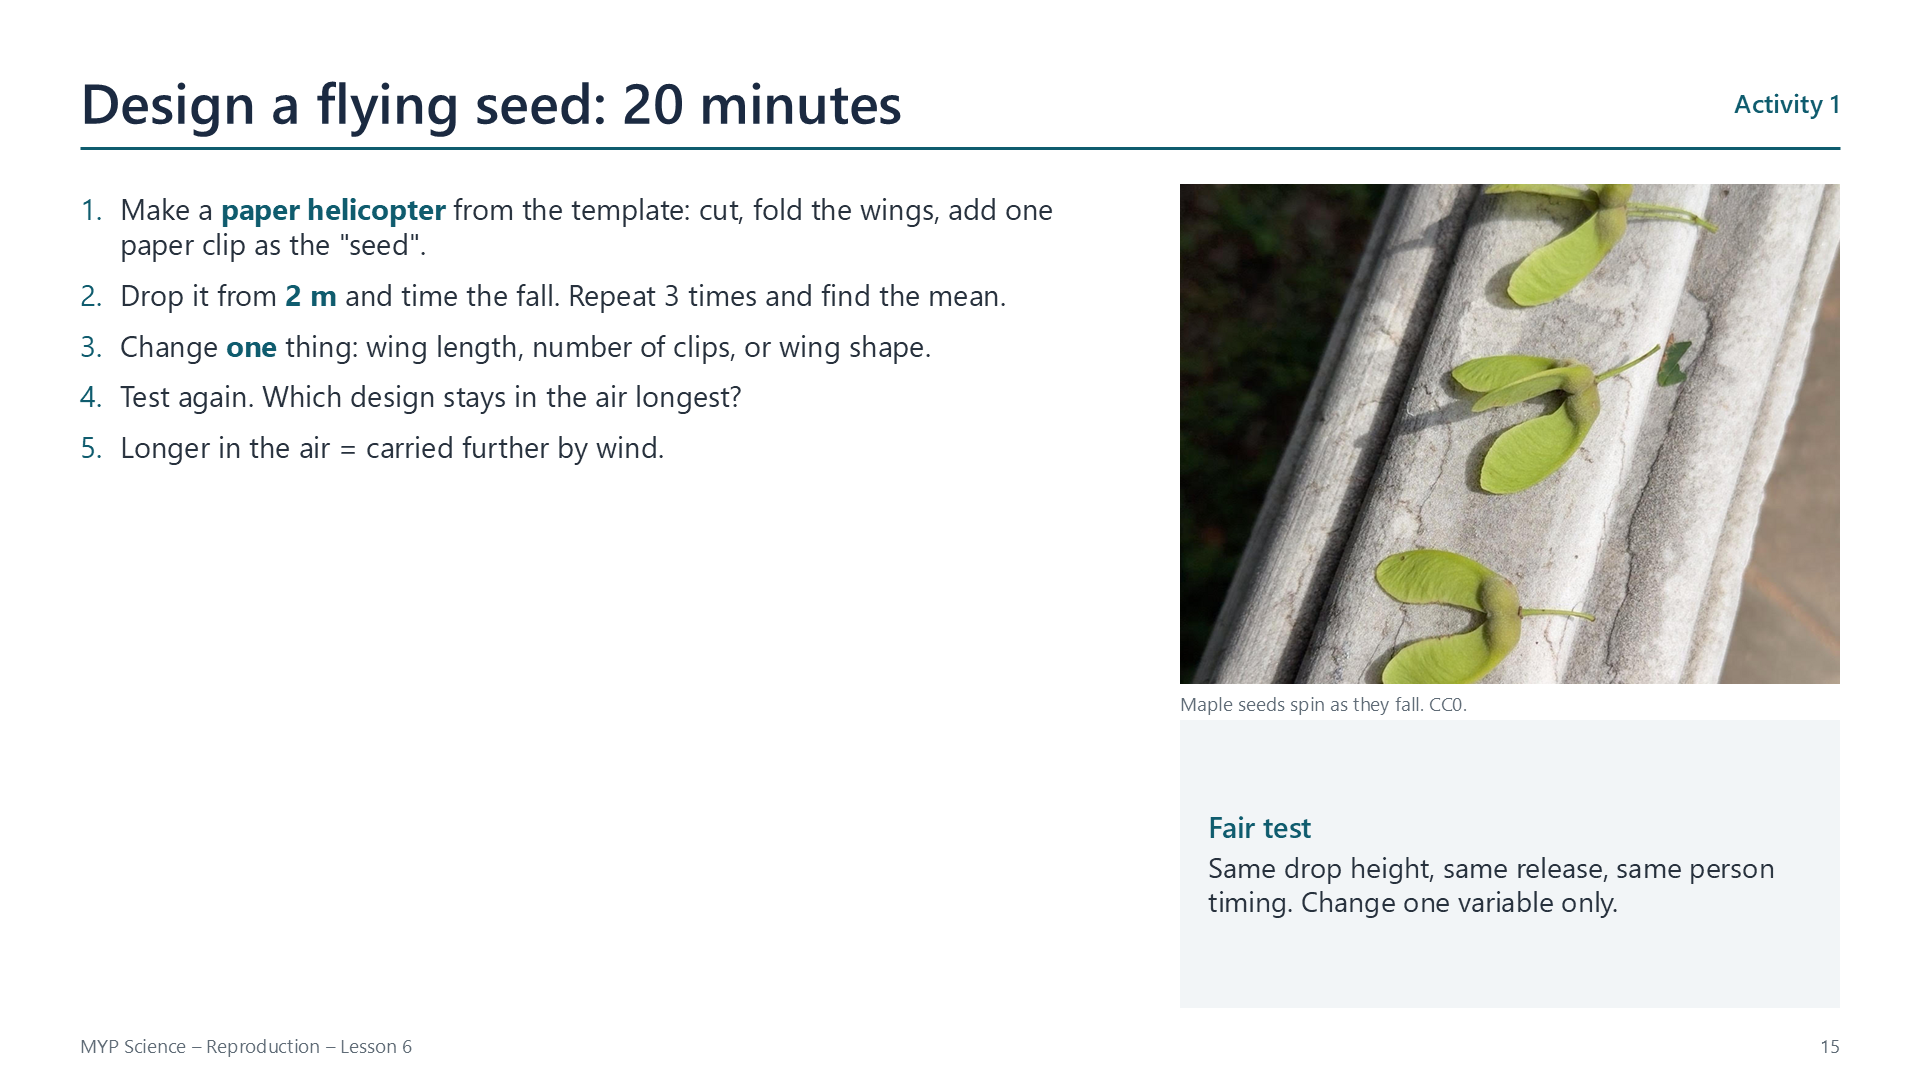 Design a flying seed: 20 minutes
Activity 1
1. Make a paper helicopter from the template: cut, fold the wings, add one
paper clip as the "seed".
2. Drop it from 2 m and time the fall. Repeat 3 times and find the mean.
3. Change one thing: wing length, number of clips, or wing shape.
4. Test again. Which design stays in the air longest?
5. Longer in the air = carried further by wind.
Maple seeds spin as they fall. CC0.
Fair test
Same drop height, same release, same person
timing. Change one variable only.
MYP Science – Reproduction – Lesson 6
15